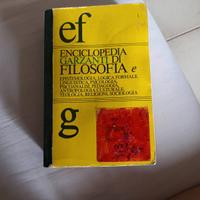 ef
ENCICLOPEDIA
GARZANTI DI
FILOSOFIA e
EPISTEMOLOGIA, LOGICA FORMALE,
LINGUISTICA, PSICOLOGIA,
PSICOANALISI, PEDAGOGIA,
ANTROPOLOGIA CULTURALE,
TEOLOGIA, RELIGIONI, SOCIOLOGIA
g